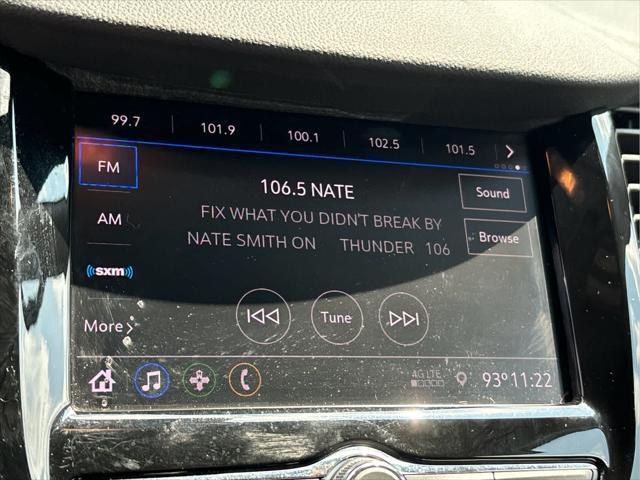 99.7 101.9 100.1 102.5 101.5
FM
106.5 NATE
Sound
AM
FIX WHAT YOU DIDN'T BREAK BY
NATE SMITH ON THUNDER 106
Browse
((sxm))
More
Tune
4G LTE
93° 11:22
5